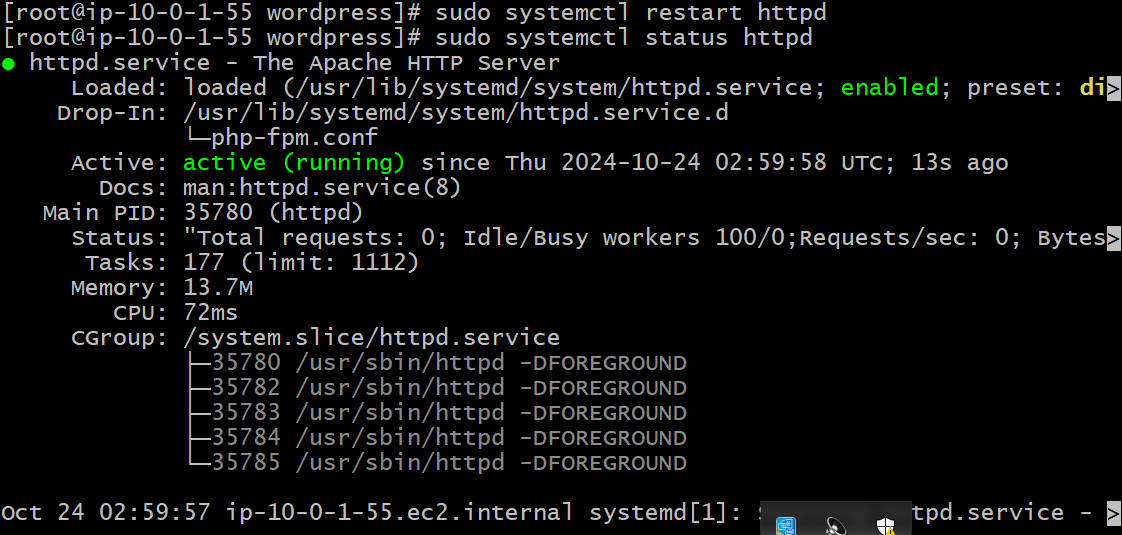 [root@ip-10-0-1-55 wordpress]# sudo systemctl restart httpd
[root@ip-10-0-1-55 wordpress]# sudo systemctl status httpd
● httpd.service - The Apache HTTP Server
     Loaded: loaded (/usr/lib/systemd/system/httpd.service; enabled; preset: di>
    Drop-In: /usr/lib/systemd/system/httpd.service.d
             └─php-fpm.conf
     Active: active (running) since Thu 2024-10-24 02:59:58 UTC; 13s ago
       Docs: man:httpd.service(8)
   Main PID: 35780 (httpd)
     Status: "Total requests: 0; Idle/Busy workers 100/0;Requests/sec: 0; Bytes>
      Tasks: 177 (limit: 1112)
     Memory: 13.7M
        CPU: 72ms
     CGroup: /system.slice/httpd.service
             ├─35780 /usr/sbin/httpd -DFOREGROUND
             ├─35782 /usr/sbin/httpd -DFOREGROUND
             ├─35783 /usr/sbin/httpd -DFOREGROUND
             ├─35784 /usr/sbin/httpd -DFOREGROUND
             └─35785 /usr/sbin/httpd -DFOREGROUND
oct 24 02:59:57 ip-10-0-1-55.ec2.internal systemd[1]: tpd.service - >